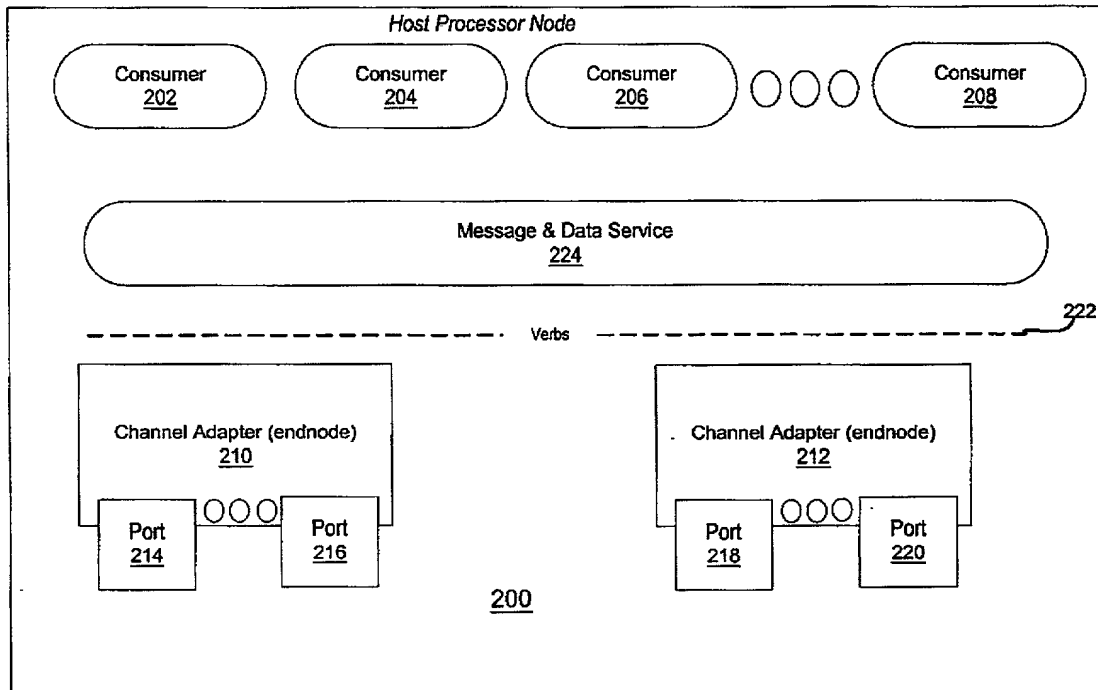 Host Processor Node
Consumer
202
Consumer
204
Consumer
206
Consumer
208
Message & Data Service
224
Verbs
222
Channel Adapter (endnode)
210
Channel Adapter (endnode)
212
Port
214
Port
216
Port
218
Port
220
200